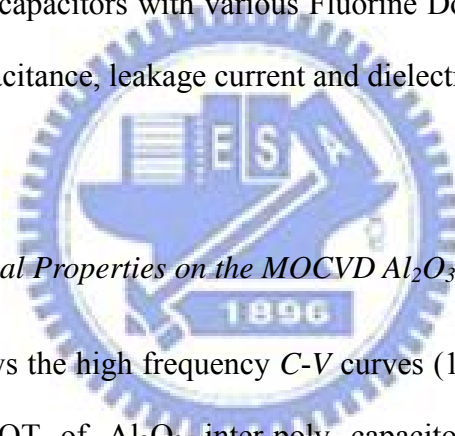 capacitors with various Fluorine Do
acitance, leakage current and dielecti
E S A
al Properties on the MOCVD Al₂O₃
1896
ys the high frequency C-V curves (1
OT of Al₂O₃ inter-poly capacito